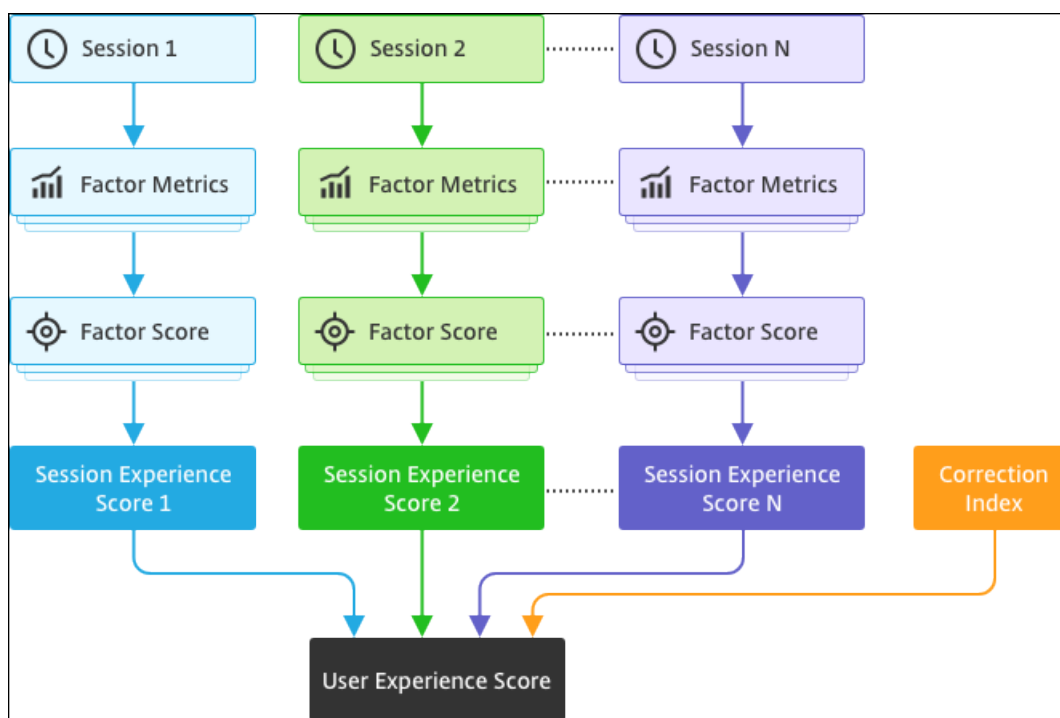 Session 1
Session 2
Session N
Factor Metrics
Factor Metrics
Factor Metrics
Factor Score
Factor Score
Factor Score
Session Experience
Score 1
Session Experience
Score 2
Session Experience
Score N
Correction
Index
User Experience Score